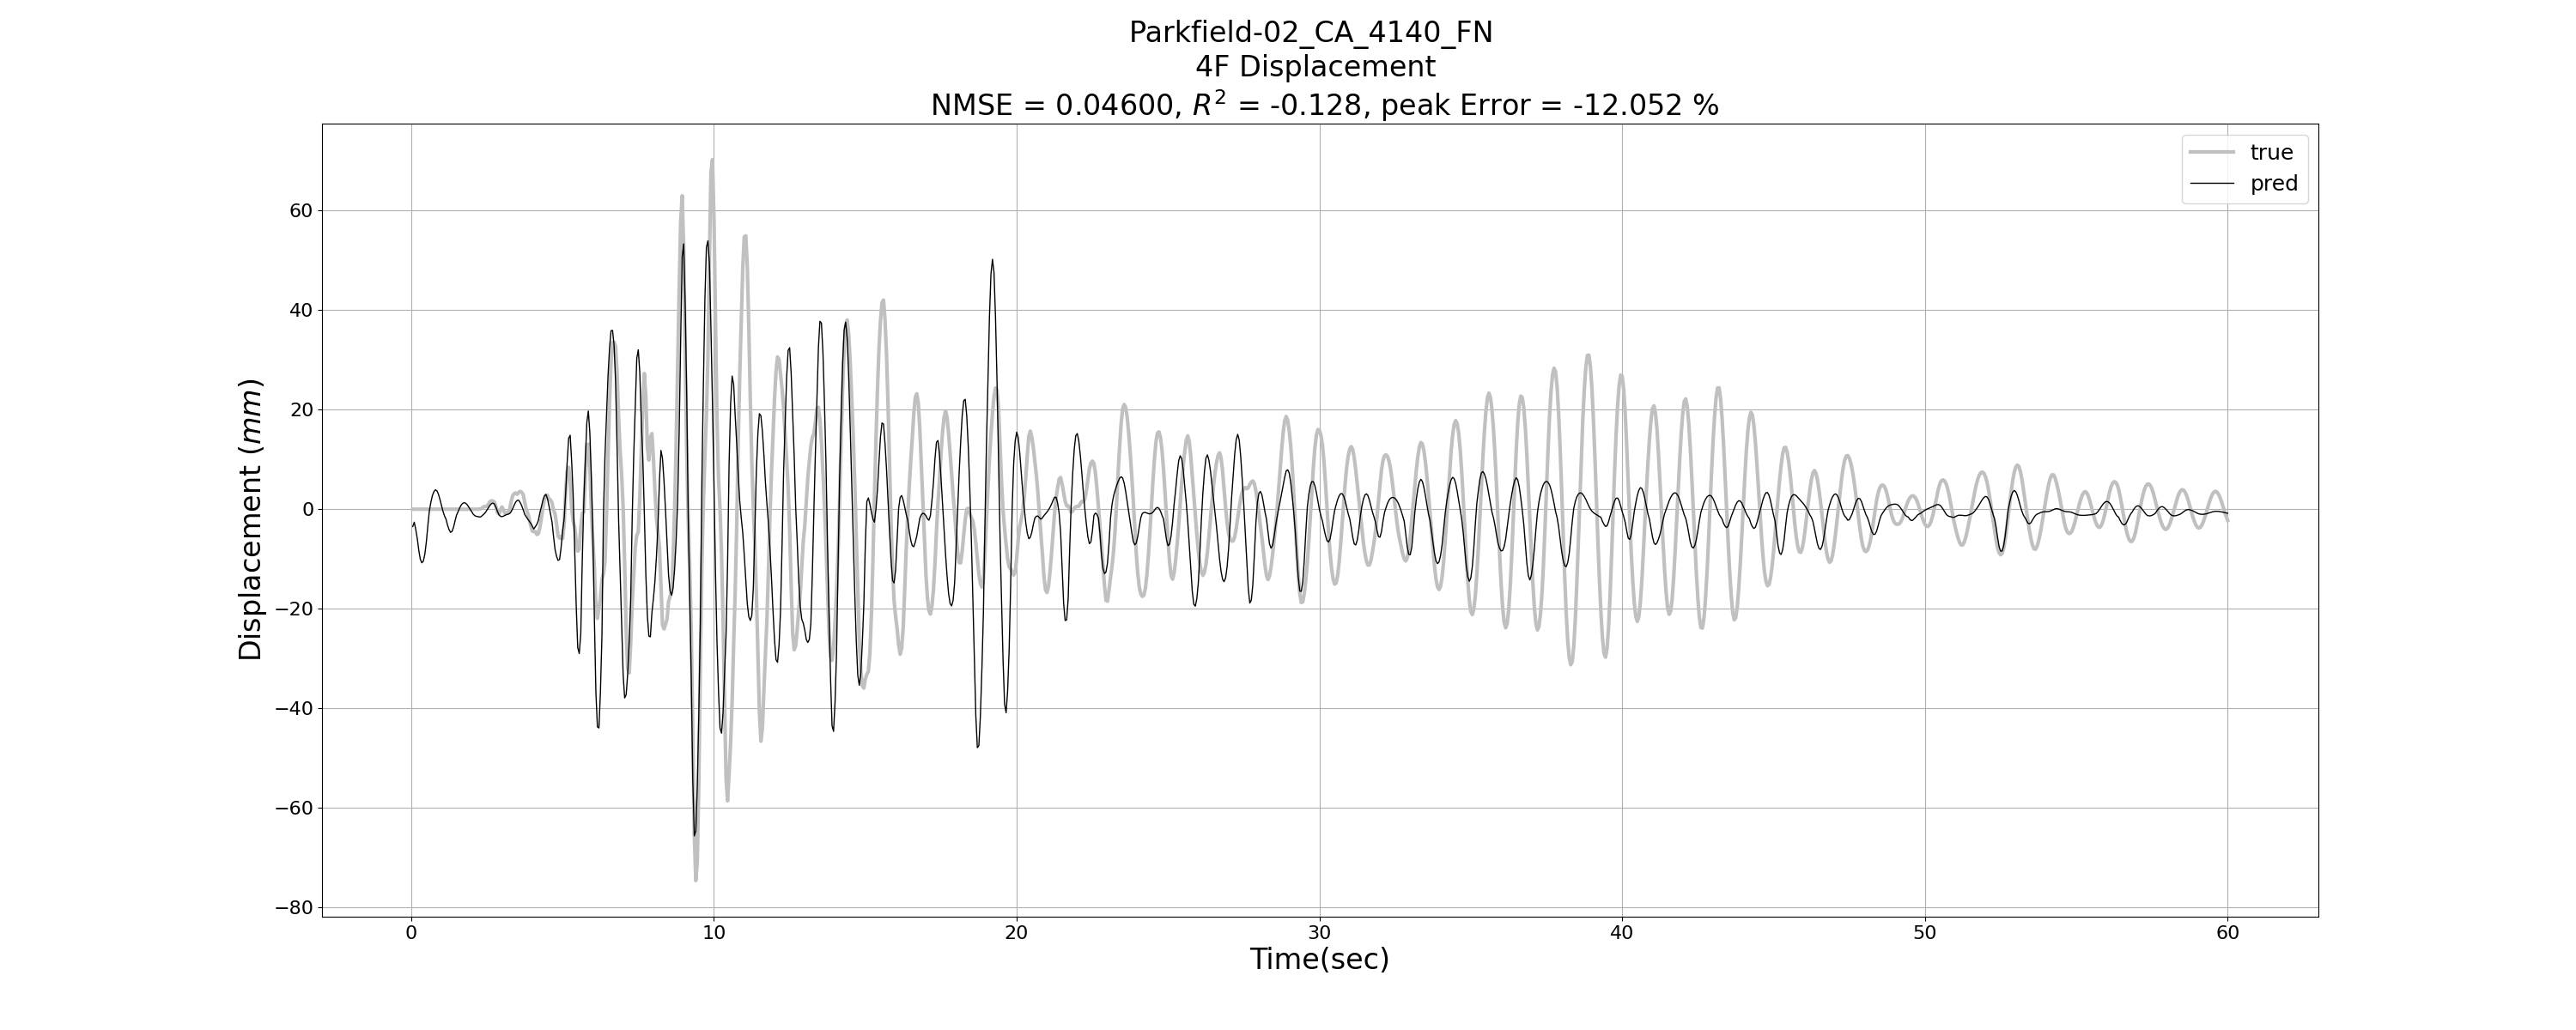 Parkfield-02_CA_4140_FN
4F Displacement
NMSE = 0.04600, R² = -0.128, peak Error = -12.052 %
true
pred
Displacement (mm)
60
40
20
0
−20
−40
−60
−80
0 10 20 30 40 50 60
Time(sec)